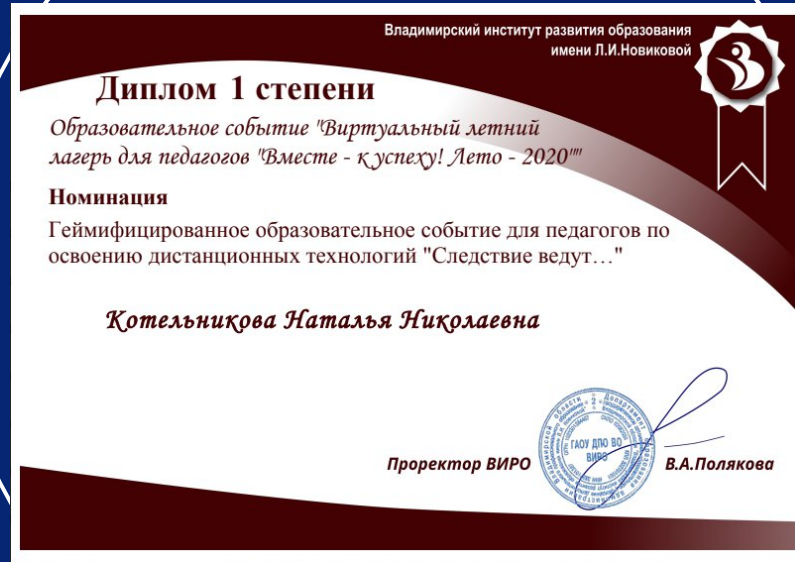 Владимирский институт развития образования
имени Л.И.Новиковой
Диплом 1 степени
Образовательное событие "Виртуальный летний
лагерь для педагогов "Вместе - к успеху! Лето - 2020""
Номинация
Геймифицированное образовательное событие для педагогов по
освоению дистанционных технологий "Следствие ведут…"
Котельникова Наталья Николаевна
ГАОУ ДПО ВО
ВИРО
Проректор ВИРО
В.А.Полякова